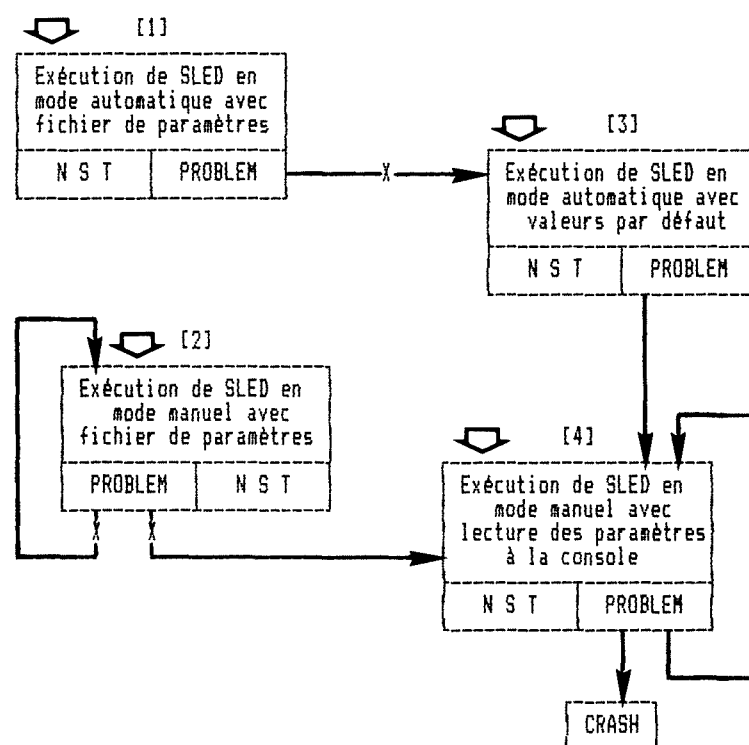 [1]
Exécution de SLED en
mode automatique avec
fichier de paramètres
N S T PROBLEM
X
[3]
Exécution de SLED en
mode automatique avec
valeurs par défaut
N S T PROBLEM
[2]
Exécution de SLED en
mode manuel avec
fichier de paramètres
PROBLEM N S T
X X
[4]
Exécution de SLED en
mode manuel avec
lecture des paramètres
à la console
N S T PROBLEM
CRASH